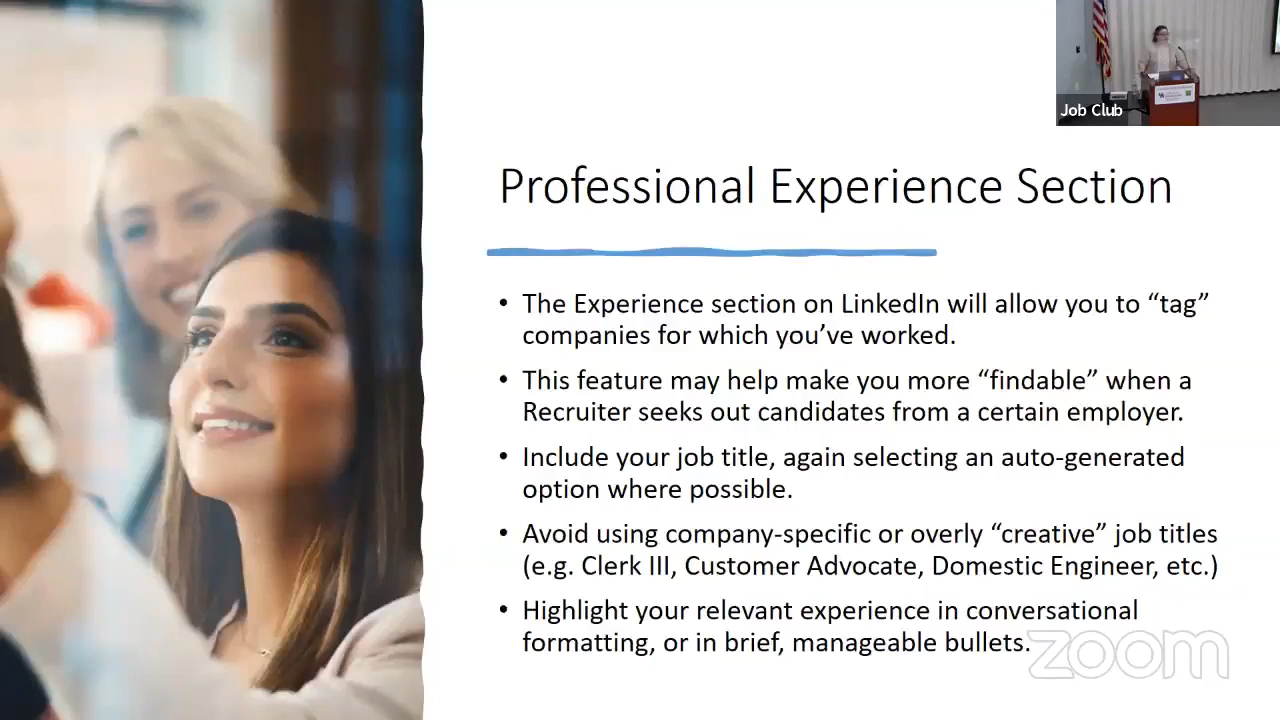 Job Club
Professional Experience Section
• The Experience section on LinkedIn will allow you to “tag”
companies for which you’ve worked.
• This feature may help make you more “findable” when a
Recruiter seeks out candidates from a certain employer.
• Include your job title, again selecting an auto-generated
option where possible.
• Avoid using company-specific or overly “creative” job titles
(e.g. Clerk III, Customer Advocate, Domestic Engineer, etc.)
• Highlight your relevant experience in conversational
formatting, or in brief, manageable bullets.
zoom